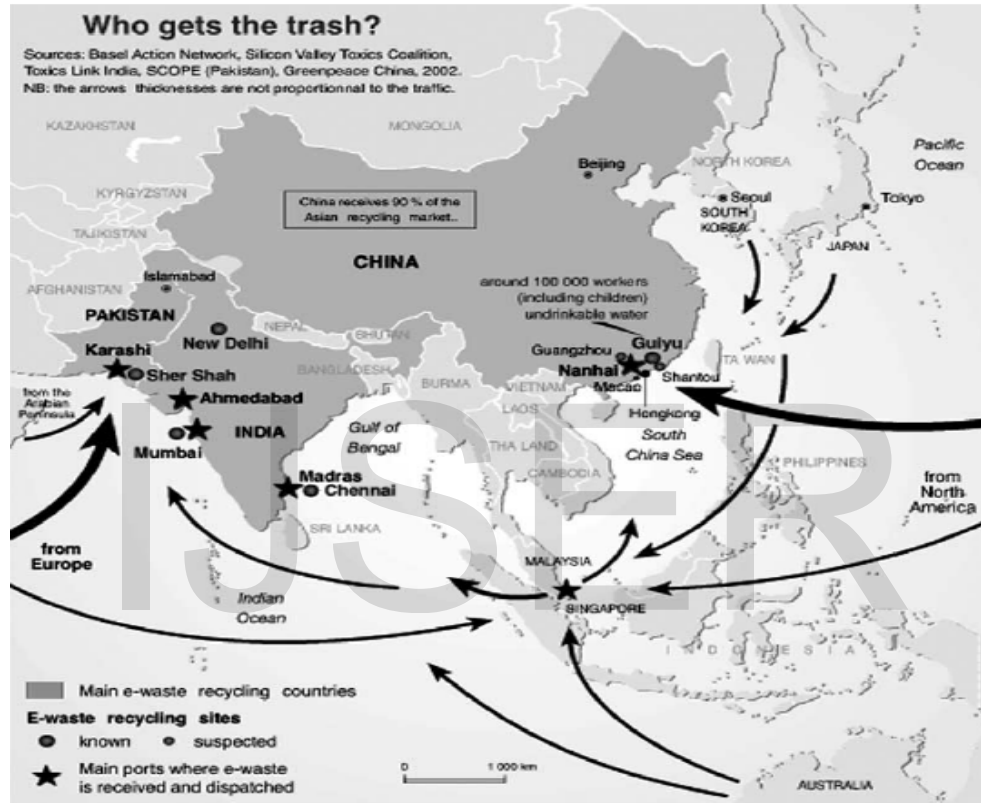 Who gets the trash?
Sources: Basel Action Network, Silicon Valley Toxics Coalition,
Toxics Link India, SCOPE (Pakistan), Greenpeace China, 2002.
NB: the arrows thicknesses are not proportionnal to the traffic.
KAZAKHSTAN
MONGOLIA
Pacific
Ocean
Beijing
NORTH KOREA
KYRGYZSTAN
China receives 90 % of the
Asian recycling market..
Seoul
SOUTH
KOREA
Tokyo
TAJIKISTAN
JAPAN
CHINA
Islamabad
AFGHANISTAN
around 100 000 workers
(including children)
undrinkable water
PAKISTAN
NEPAL
BHUTAN
New Delhi
Guiyu
Karashi
Guangzhou
TA WAN
Sher Shah
BANGLADESH
Nanhai
Shantou
BURMA
VIETNAM
Macao
from the
Arabian
Peninsula
Ahmedabad
LAOS
Hongkong
INDIA
Gulf of
Bengal
South
China Sea
Mumbai
THA LAND
PHILIPPINES
Madras
Chennai
CAMBODIA
from
North
America
SIRI LANKA
IJSER
from
Europe
MALAYSIA
Indian
Ocean
SINGAPORE
INDONESIA
Main e-waste recycling countries
E-waste recycling sites
known suspected
Main ports where e-waste
is received and dispatched
0 1 000 km
AUSTRALIA